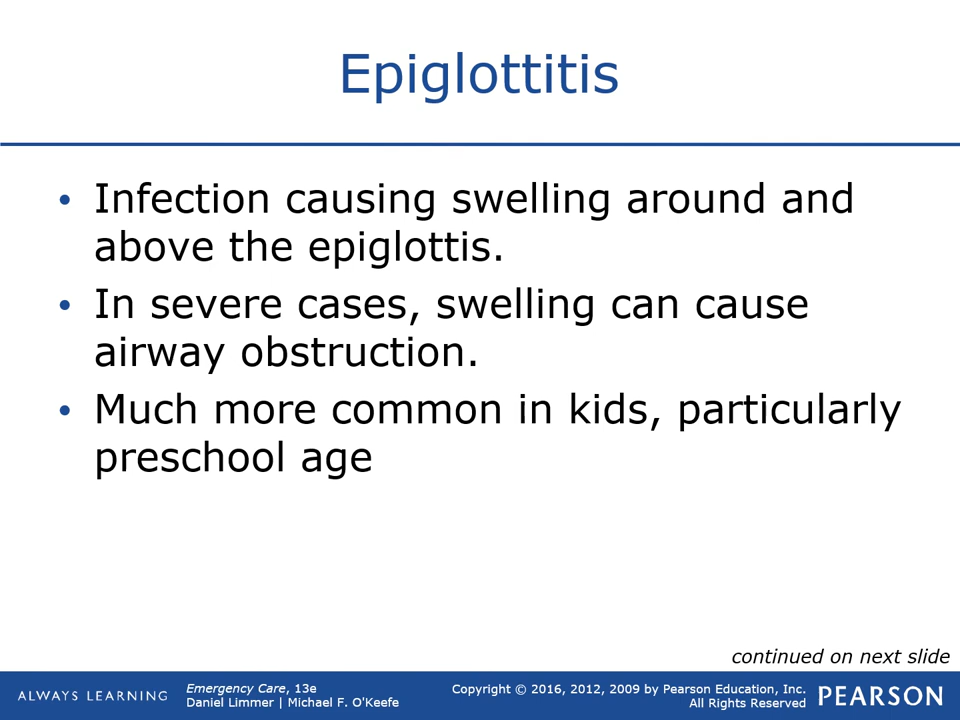 Epiglottitis
• Infection causing swelling around and
above the epiglottis.
• In severe cases, swelling can cause
airway obstruction.
• Much more common in kids, particularly
preschool age
continued on next slide
ALWAYS LEARNING
Emergency Care, 13e
Daniel Limmer | Michael F. O'Keefe
Copyright © 2016, 2012, 2009 by Pearson Education, Inc.
All Rights Reserved
PEARSON